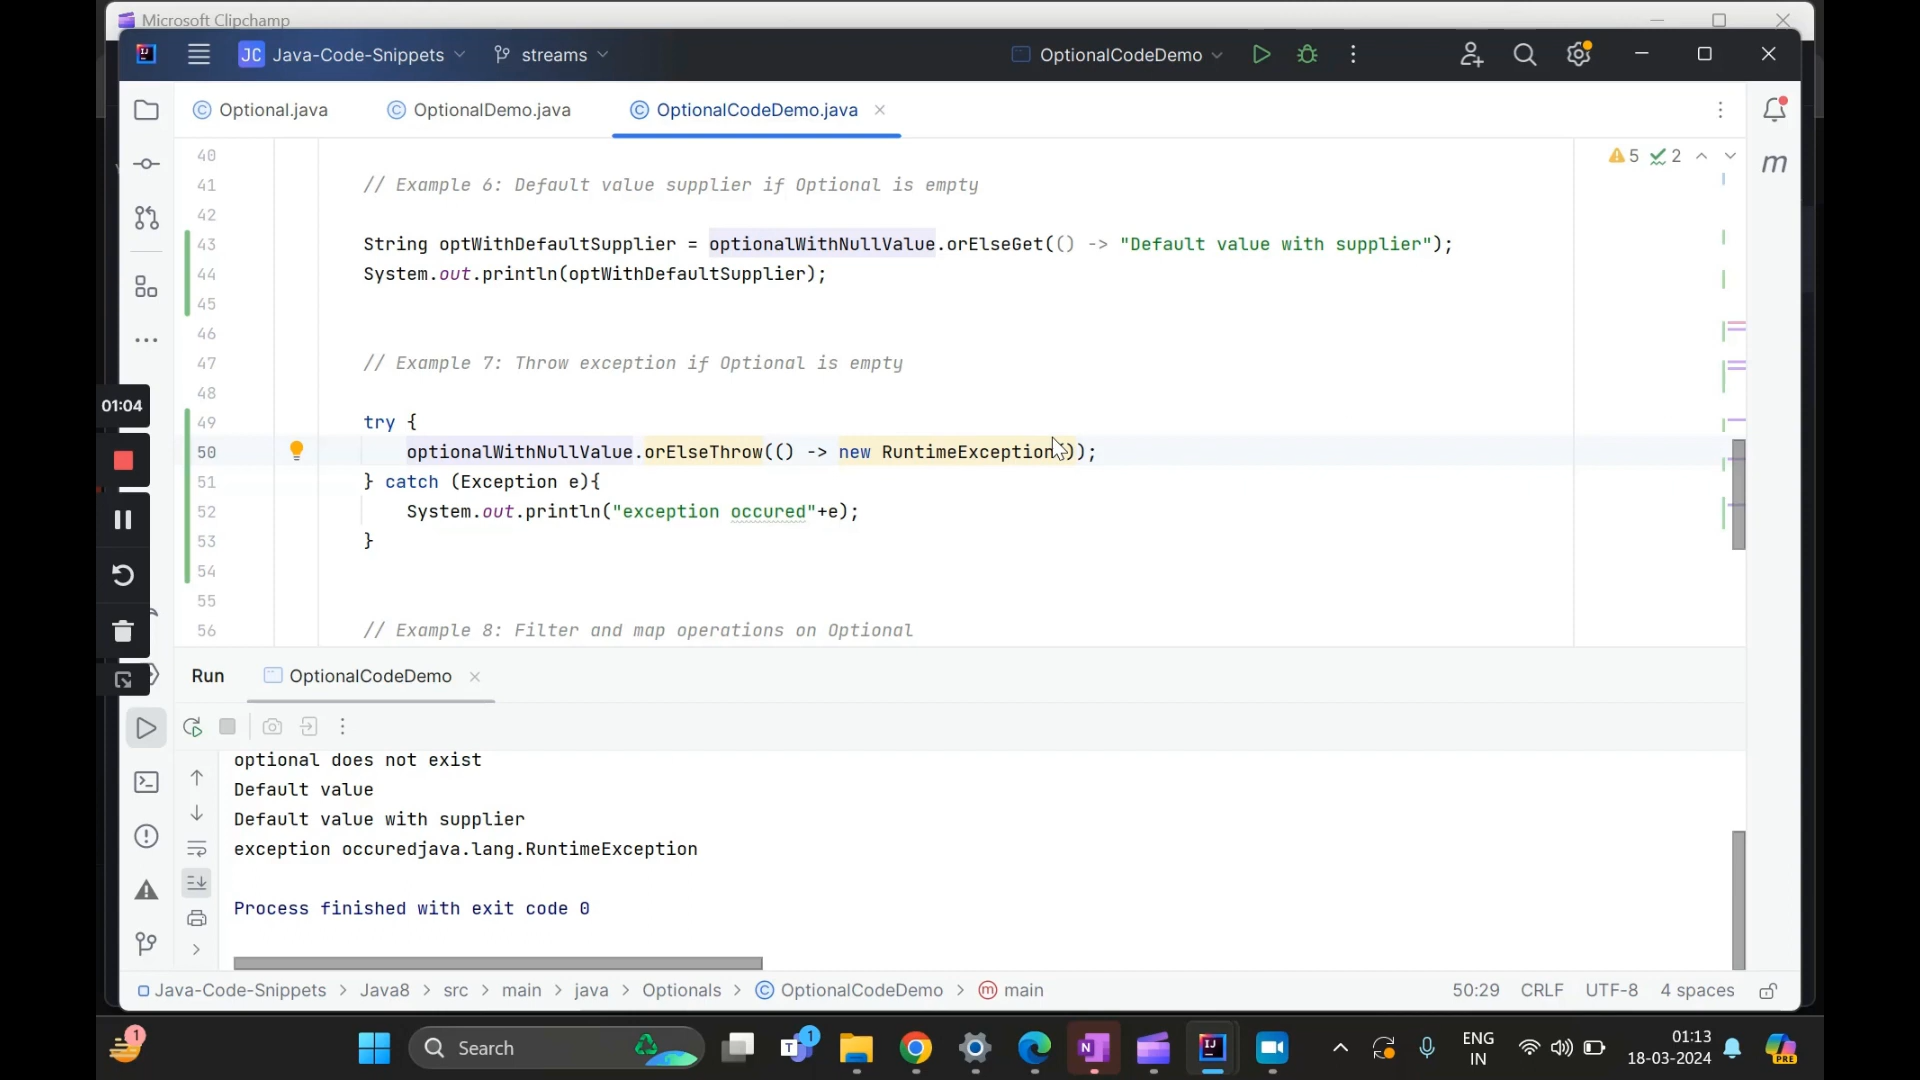 Microsoft Clipchamp
JC Java-Code-Snippets streams OptionalCodeDemo
Optional.java OptionalDemo.java OptionalCodeDemo.java
40
5 2
41 // Example 6: Default value supplier if Optional is empty
42
43 String optWithDefaultSupplier = optionalWithNullValue.orElseGet(() -> "Default value with supplier");
44 System.out.println(optWithDefaultSupplier);
45
46
47 // Example 7: Throw exception if Optional is empty
48
01:04
49 try {
50 optionalWithNullValue.orElseThrow(() -> new RuntimeException());
51 } catch (Exception e){
52 System.out.println("exception occured"+e);
53 }
54
55
56 // Example 8: Filter and map operations on Optional
Run OptionalCodeDemo
optional does not exist
Default value
Default value with supplier
exception occuredjava.lang.RuntimeException
Process finished with exit code 0
Java-Code-Snippets > Java8 > src > main > java > Optionals > OptionalCodeDemo > main 50:29 CRLF UTF-8 4 spaces
1 Search 1 ENG 01:13
IN 18-03-2024
PRE